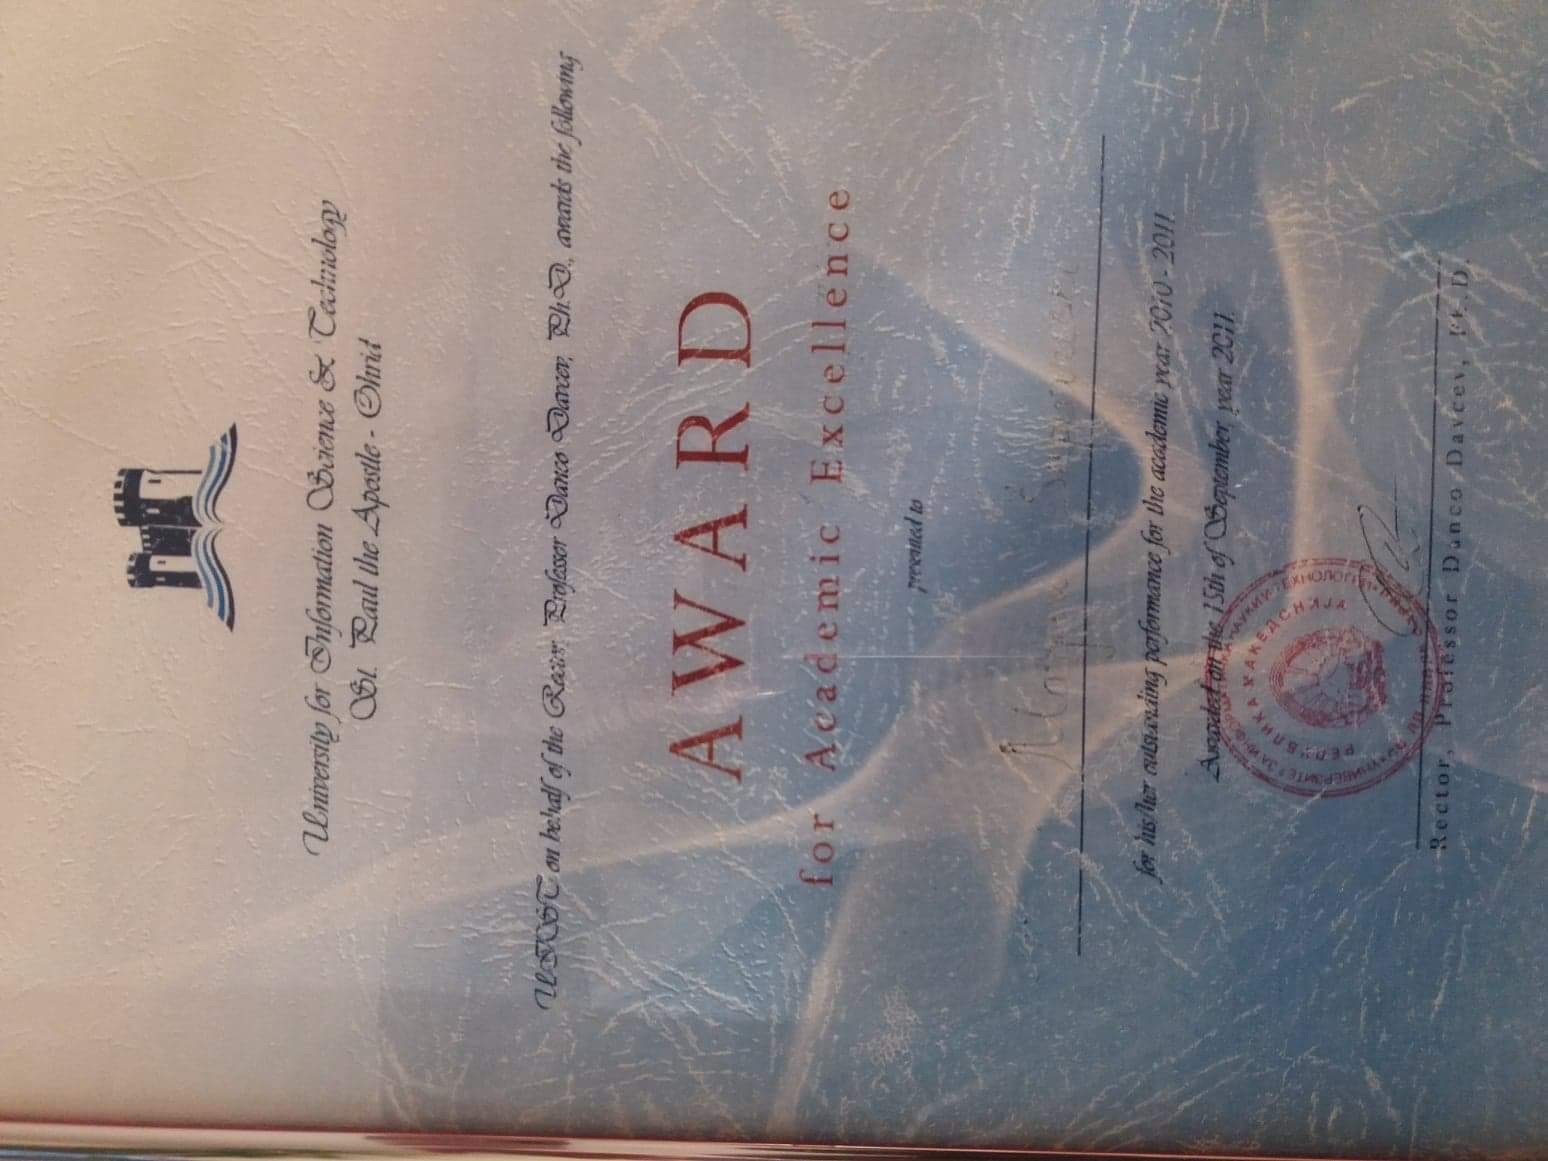 University for Information Science & Technology
St. Paul the Apostle - Ohrid
UIST on behalf of the Rector, Professor Danco Davcev, Ph.D., awards the following
AWARD
for Academic Excellence
presented to
for his/her outstanding performance for the academic year 2010 - 2011.
Awarded on the 15th of September, year 2011.
РЕПУБЛИКА МАКЕДОНИЈА
Rector, Professor Danco Davcev, Ph.D.